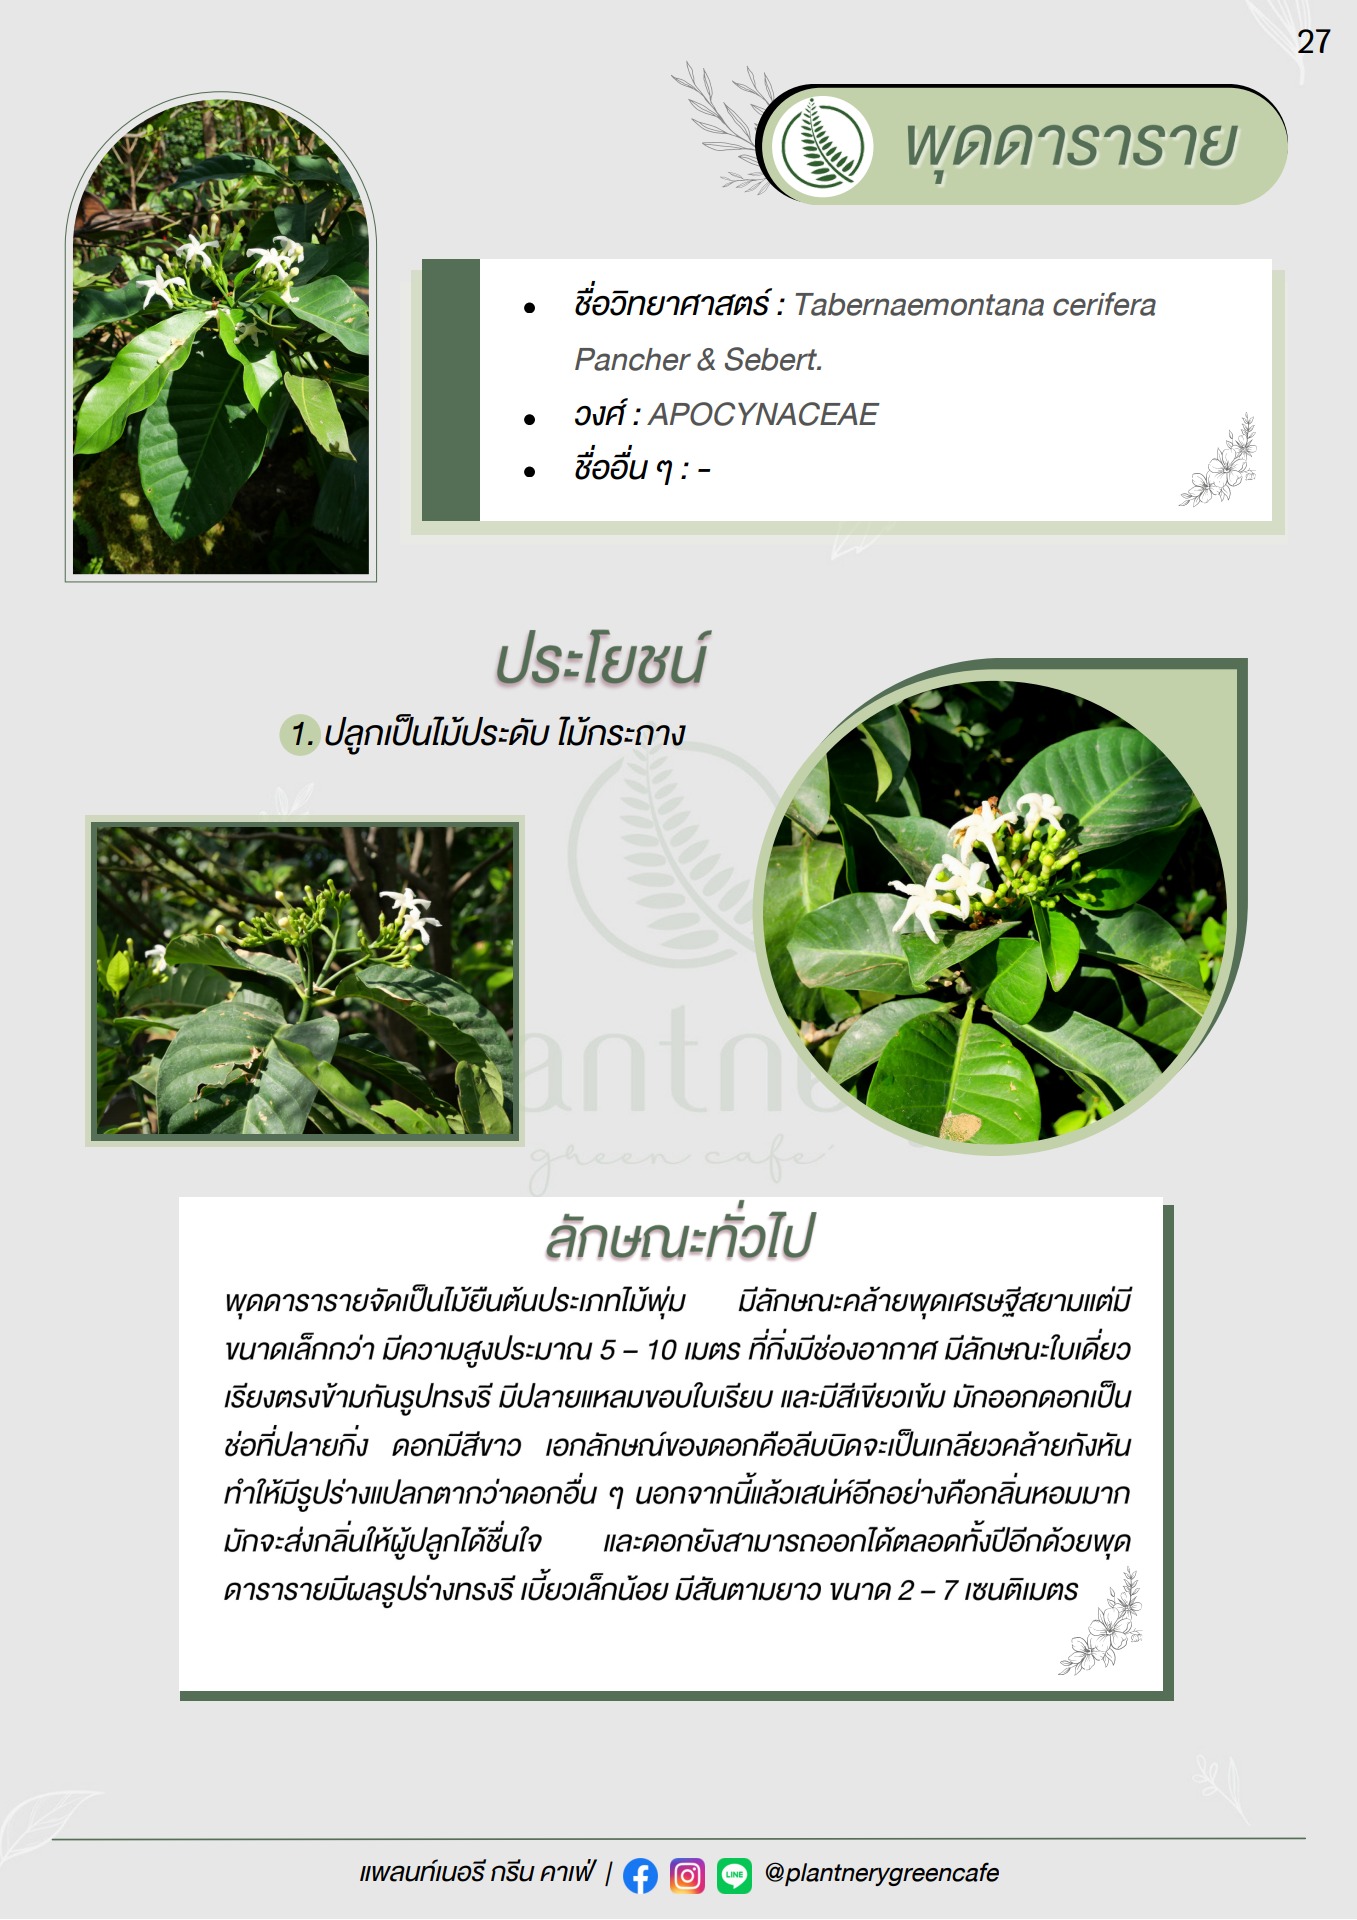 27
พุดดาราราย
• ชื่อวิทยาศาสตร์ : Tabernaemontana cerifera
Pancher & Sebert.
• วงศ์ : APOCYNACEAE
• ชื่ออื่น ๆ : -
ประโยชน์
1. ปลูกเป็นไม้ประดับ ไม้กระถาง
antne
green cafe
ลักษณะทั่วไป
พุดดารารายจัดเป็นไม้ยืนต้นประเภทไม้พุ่ม มีลักษณะคล้ายพุดเศรษฐีสยามแต่มี
ขนาดเล็กกว่า มีความสูงประมาณ 5 – 10 เมตร ที่กิ่งมีช่องอากาศ มีลักษณะใบเดี่ยว
เรียงตรงข้ามกันรูปทรงรี มีปลายแหลมขอบใบเรียบ และมีสีเขียวเข้ม มักออกดอกเป็น
ช่อที่ปลายกิ่ง ดอกมีสีขาว เอกลักษณ์ของดอกคือลีบบิดจะเป็นเกลียวคล้ายกังหัน
ทำให้มีรูปร่างแปลกตากว่าดอกอื่น ๆ นอกจากนี้แล้วเสน่ห์อีกอย่างคือกลิ่นหอมมาก
มักจะส่งกลิ่นให้ผู้ปลูกได้ชื่นใจ และดอกยังสามารถออกได้ตลอดทั้งปีอีกด้วยพุด
ดารารายมีผลรูปร่างทรงรี เบี้ยวเล็กน้อย มีสันตามยาว ขนาด 2 – 7 เซนติเมตร
แพลนท์เนอรี กรีน คาเฟ่ | LINE @plantnerygreencafe